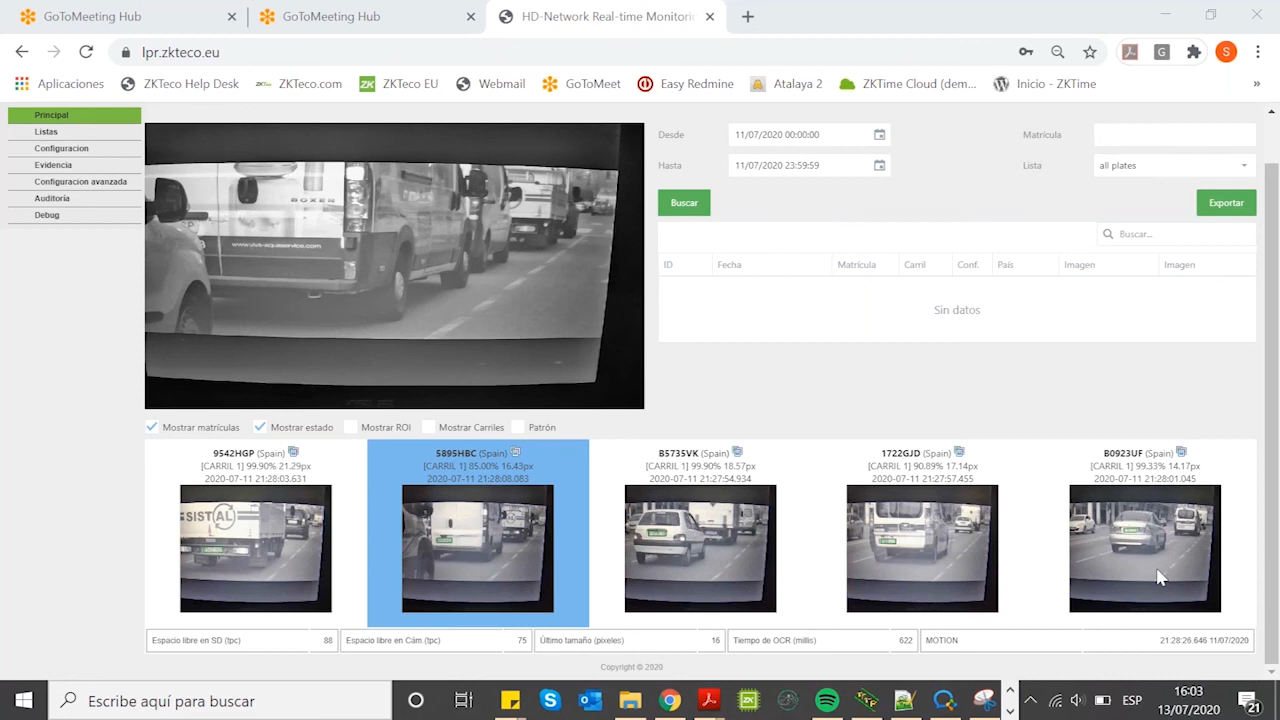 GoToMeeting Hub
GoToMeeting Hub
HD-Network Real-time Monitorin
lpr.zkteco.eu
G
S
Aplicaciones
ZKTeco Help Desk
ZKTeco.com
ZK
ZKTeco EU
Webmail
GoToMeet
Easy Redmine
Atalaya 2
ZKTime Cloud (dem...
Inicio - ZKTime
»
Principal
Listas
Configuracion
Evidencia
Configuracion avanzada
Auditoría
Debug
BOXER
Desde
11/07/2020 00:00:00
Matrícula
Hasta
11/07/2020 23:59:59
Lista
all plates
Buscar
Exportar
Buscar...
ID
Fecha
Matrícula
Carril
Conf.
País
Imagen
Imagen
Sin datos
Mostrar matrículas
Mostrar estado
Mostrar ROI
Mostrar Carriles
Patrón
9542HGP (Spain)
[CARRIL 1] 99.90% 21.29px
2020-07-11 21:28:03.631
SISTAL
5895HBC (Spain)
[CARRIL 1] 85.00% 16.43px
2020-07-11 21:28:08.083
B5735VK (Spain)
[CARRIL 1] 99.90% 18.57px
2020-07-11 21:27:54.934
1722GJD (Spain)
[CARRIL 1] 90.89% 17.14px
2020-07-11 21:27:57.455
B0923UF (Spain)
[CARRIL 1] 99.33% 14.17px
2020-07-11 21:28:01.045
Espacio libre en SD (tpc)
88
Espacio libre en Cám.(tpc)
75
Último tamaño (pixeles)
16
Tiempo de OCR (millis)
622
MOTION
21:28:26.646 11/07/2020
Copyright © 2020
Escribe aquí para buscar
ZK
ESP
16:03
13/07/2020
21